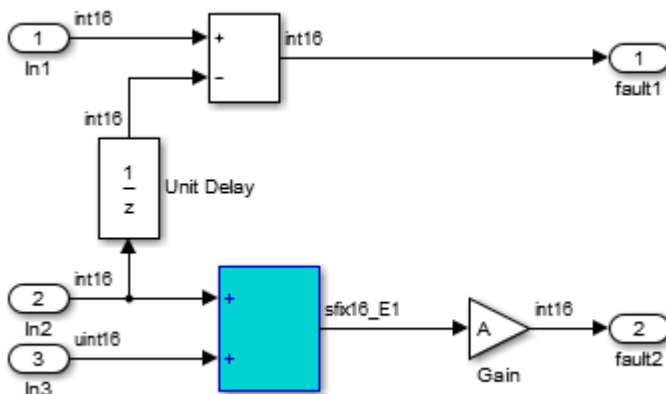 int16
1
In1
+
−
int16
1
fault1
int16
1
z
Unit Delay
int16
2
In2
uint16
3
In3
+
+
sfix16_E1
A
Gain
int16
2
fault2